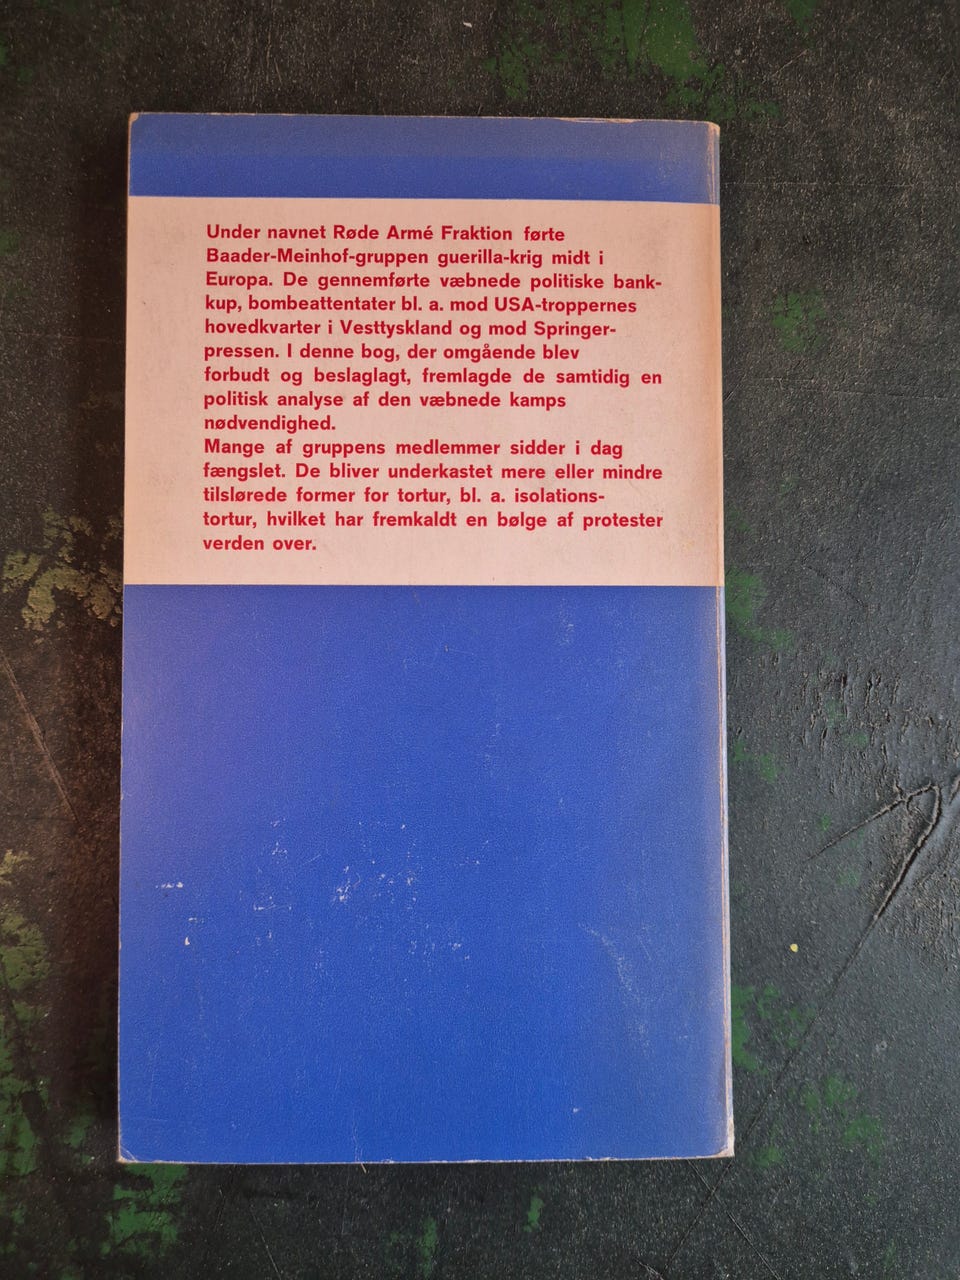 Under navnet Røde Armé Fraktion førte
Baader-Meinhof-gruppen guerilla-krig midt i
Europa. De gennemførte væbnede politiske bank-
kup, bombeattentater bl. a. mod USA-troppernes
hovedkvarter i Vesttyskland og mod Springer-
pressen. I denne bog, der omgående blev
forbudt og beslaglagt, fremlagde de samtidig en
politisk analyse af den væbnede kamps
nødvendighed.
Mange af gruppens medlemmer sidder i dag
fængslet. De bliver underkastet mere eller mindre
tilslørede former for tortur, bl. a. isolations-
tortur, hvilket har fremkaldt en bølge af protester
verden over.